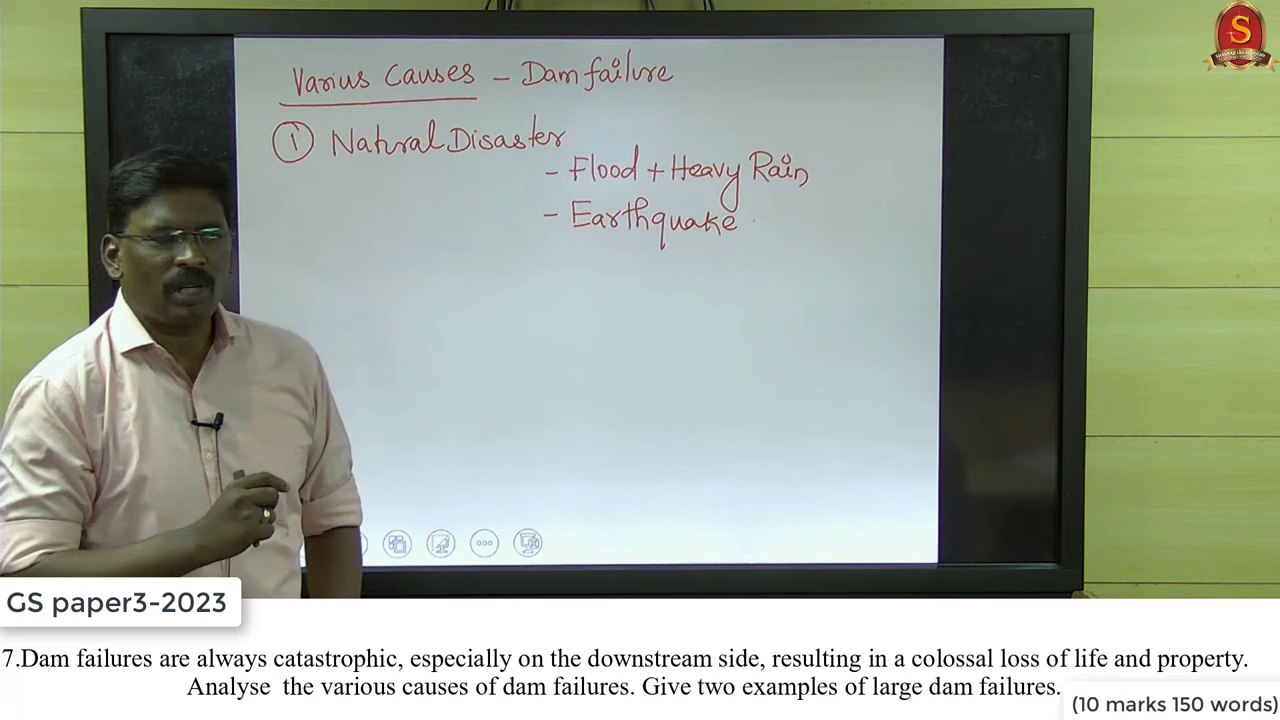 Varius Causes - Dam failure
① Natural Disaster
- Flood + Heavy Rain
- Earthquake
S
GS paper3-2023
7.Dam failures are always catastrophic, especially on the downstream side, resulting in a colossal loss of life and property.
Analyse the various causes of dam failures. Give two examples of large dam failures.
(10 marks 150 words)